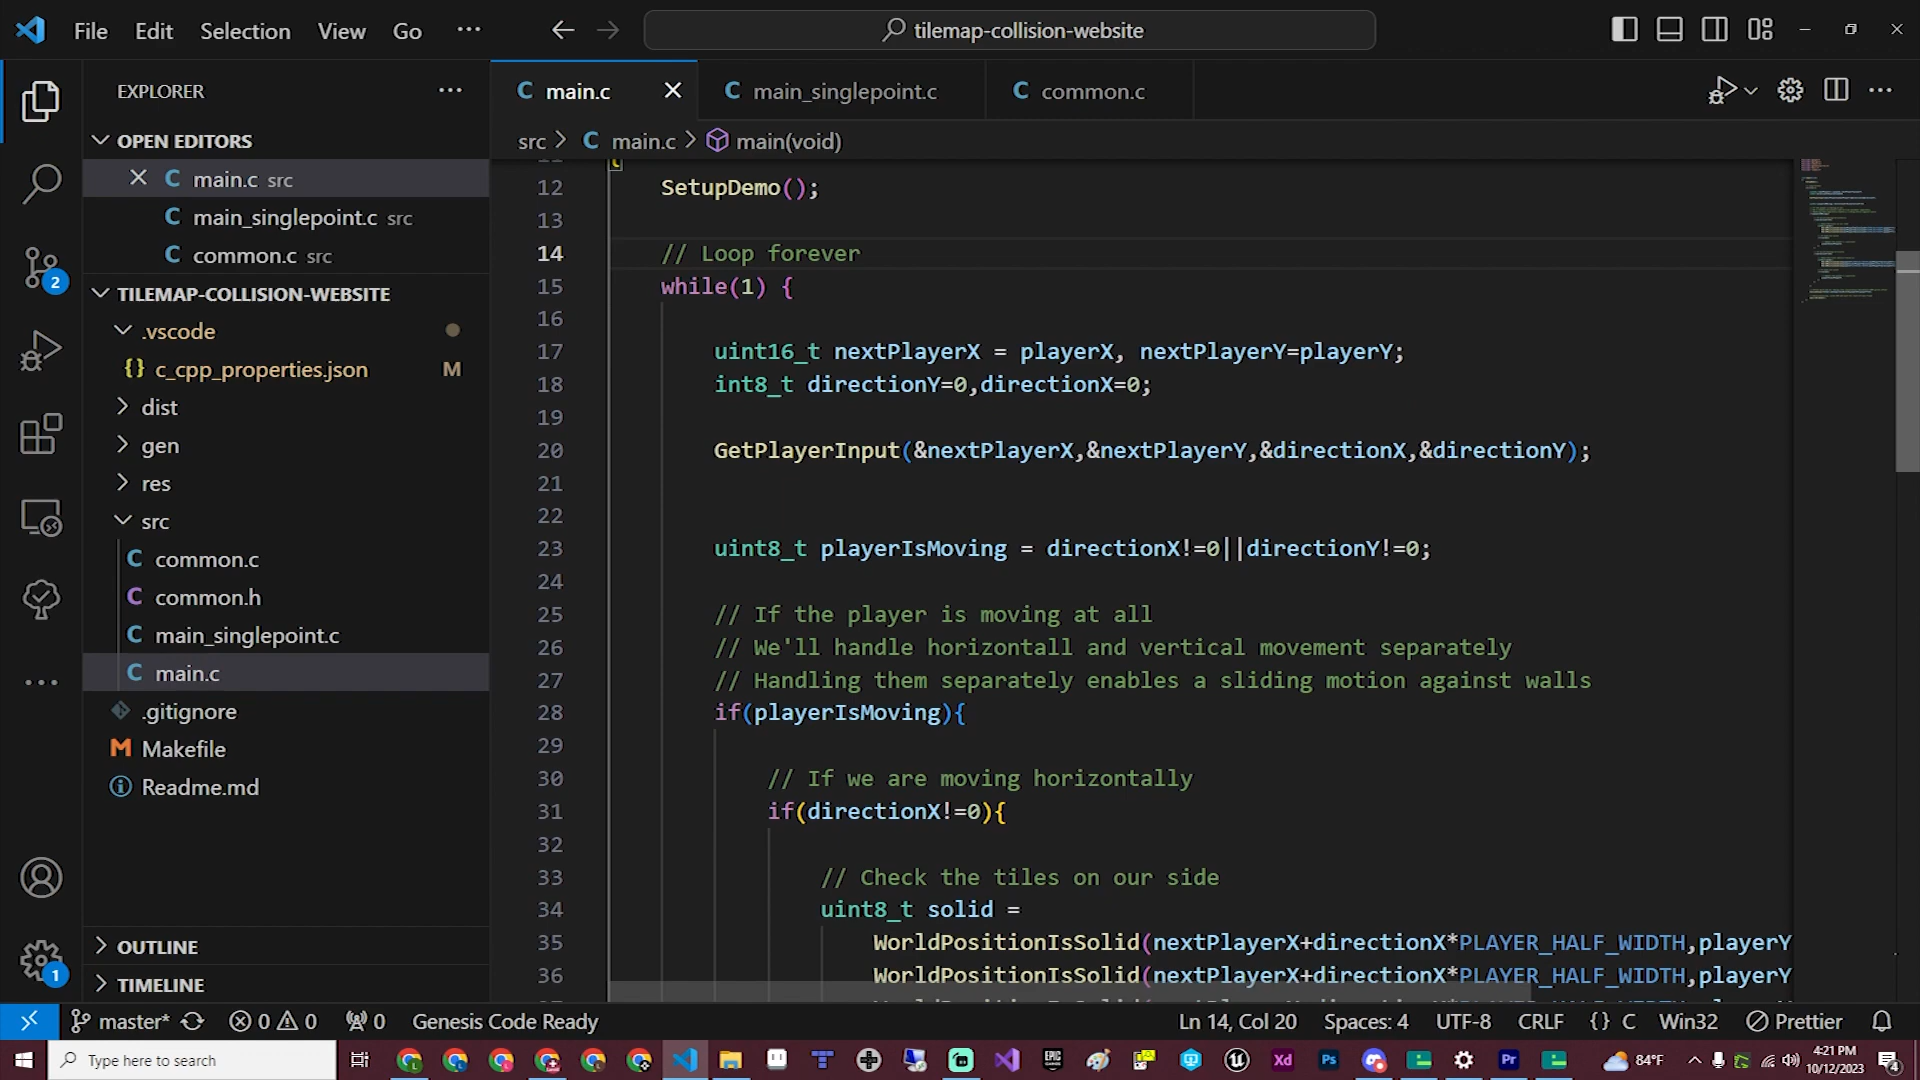 File Edit Selection View Go ··· tilemap-collision-website
EXPLORER
OPEN EDITORS
main.c src
main_singlepoint.c src
common.c src
TILEMAP-COLLISION-WEBSITE
.vscode
{} c_cpp_properties.json M
dist
gen
res
src
C common.c
C common.h
C main_singlepoint.c
C main.c
.gitignore
M Makefile
Readme.md
OUTLINE
TIMELINE
2
1
C main.c
C main_singlepoint.c
C common.c
src > C main.c > main(void)
12 SetupDemo();
13
14 // Loop forever
15 while(1) {
16
17 uint16_t nextPlayerX = playerX, nextPlayerY=playerY;
18 int8_t directionY=0,directionX=0;
19
20 GetPlayerInput(&nextPlayerX,&nextPlayerY,&directionX,&directionY);
21
22
23 uint8_t playerIsMoving = directionX!=0||directionY!=0;
24
25 // If the player is moving at all
26 // We'll handle horizontall and vertical movement separately
27 // Handling them separately enables a sliding motion against walls
28 if(playerIsMoving){
29
30 // If we are moving horizontally
31 if(directionX!=0){
32
33 // Check the tiles on our side
34 uint8_t solid =
35 WorldPositionIsSolid(nextPlayerX+directionX*PLAYER_HALF_WIDTH,playerY
36 WorldPositionIsSolid(nextPlayerX+directionX*PLAYER_HALF_WIDTH,playerY
master* 0 0 0 Genesis Code Ready Ln 14, Col 20 Spaces: 4 UTF-8 CRLF {} C Win32 Prettier
Type here to search
EPIC GAMES
Xd
Ps
Pr
84°F
4:21 PM
10/12/2023
4